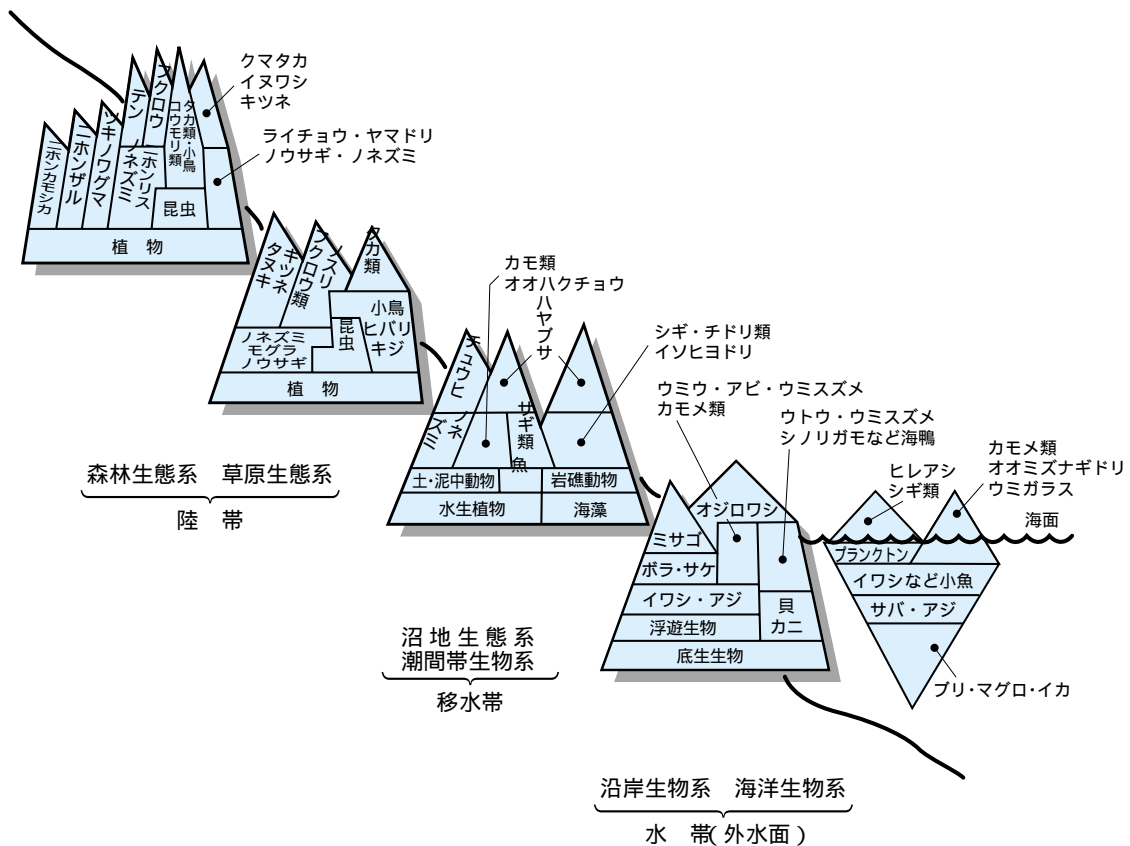 クマタカ
イヌワシ
キツネ
ライチョウ・ヤマドリ
ノウサギ・ノネズミ
ニホンカモシカ
ニホンザル
ツキノワグマ
テン
フクロウ
コウモリ類
タカ類・小鳥
ノネズミ
ニホンリス
昆虫
植 物
タヌキ
キツネ
フクロウ類
ノスリ
タカ類
小鳥
ヒバリ
キジ
昆虫
ノネズミ
モグラ
ノウサギ
植 物
森林生態系 草原生態系
陸 帯
カモ類
オオハクチョウ
ハヤブサ
シギ・チドリ類
イソヒヨドリ
チュウヒ
ノネズミ
サギ類
魚
土・泥中動物
岩礁動物
水生植物
海藻
沼地生態系
潮間帯生物系
移水帯
ウミウ・アビ・ウミスズメ
カモメ類
ウトウ・ウミスズメ
シノリガモなど海鴨
オジロワシ
ミサゴ
ボラ・サケ
イワシ・アジ
浮遊生物
貝
カニ
底生生物
ヒレアシ
シギ類
カモメ類
オオミズナギドリ
ウミガラス
海面
プランクトン
イワシなど小魚
サバ・アジ
ブリ・マグロ・イカ
沿岸生物系 海洋生物系
水 帯(外水面)